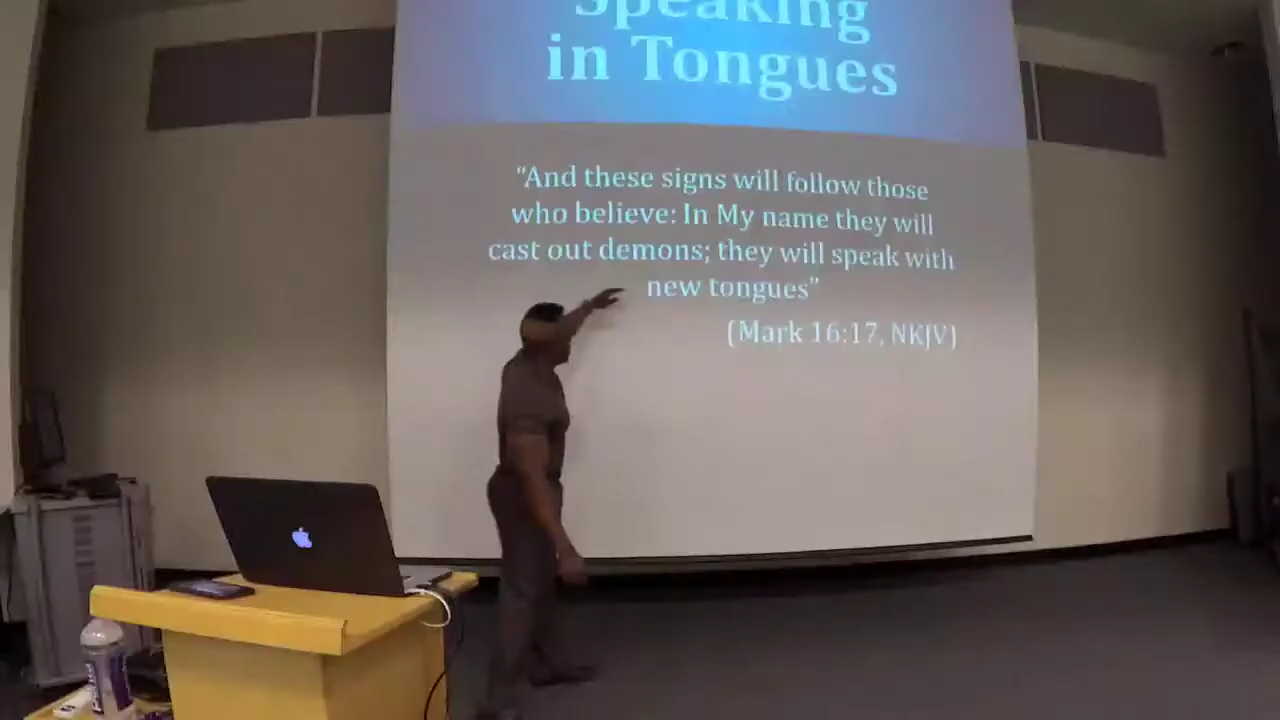 Speaking
in Tongues
“And these signs will follow those
who believe: In My name they will
cast out demons; they will speak with
new tongues”
(Mark 16:17, NKJV)